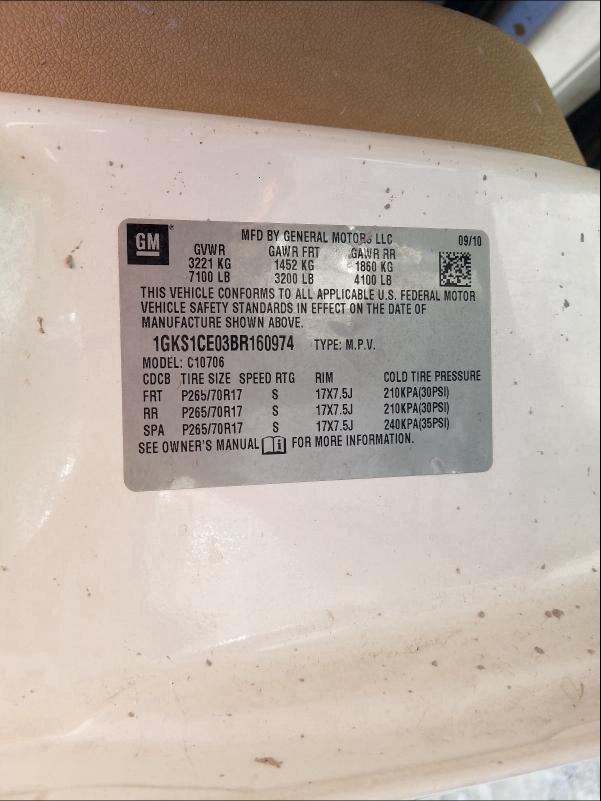 GM
MFD BY GENERAL MOTORS LLC 09/10
GVWR GAWR FRT GAWR RR
3221 KG 1452 KG 1860 KG
7100 LB 3200 LB 4100 LB
THIS VEHICLE CONFORMS TO ALL APPLICABLE U.S. FEDERAL MOTOR
VEHICLE SAFETY STANDARDS IN EFFECT ON THE DATE OF
MANUFACTURE SHOWN ABOVE.
1GKS1CE03BR160974 TYPE: M.P.V.
MODEL: C10706
CDCB TIRE SIZE SPEED RTG RIM COLD TIRE PRESSURE
FRT P265/70R17 S 17X7.5J 210KPA(30PSI)
RR P265/70R17 S 17X7.5J 210KPA(30PSI)
SPA P265/70R17 S 17X7.5J 240KPA(35PSI)
SEE OWNER'S MANUAL FOR MORE INFORMATION.